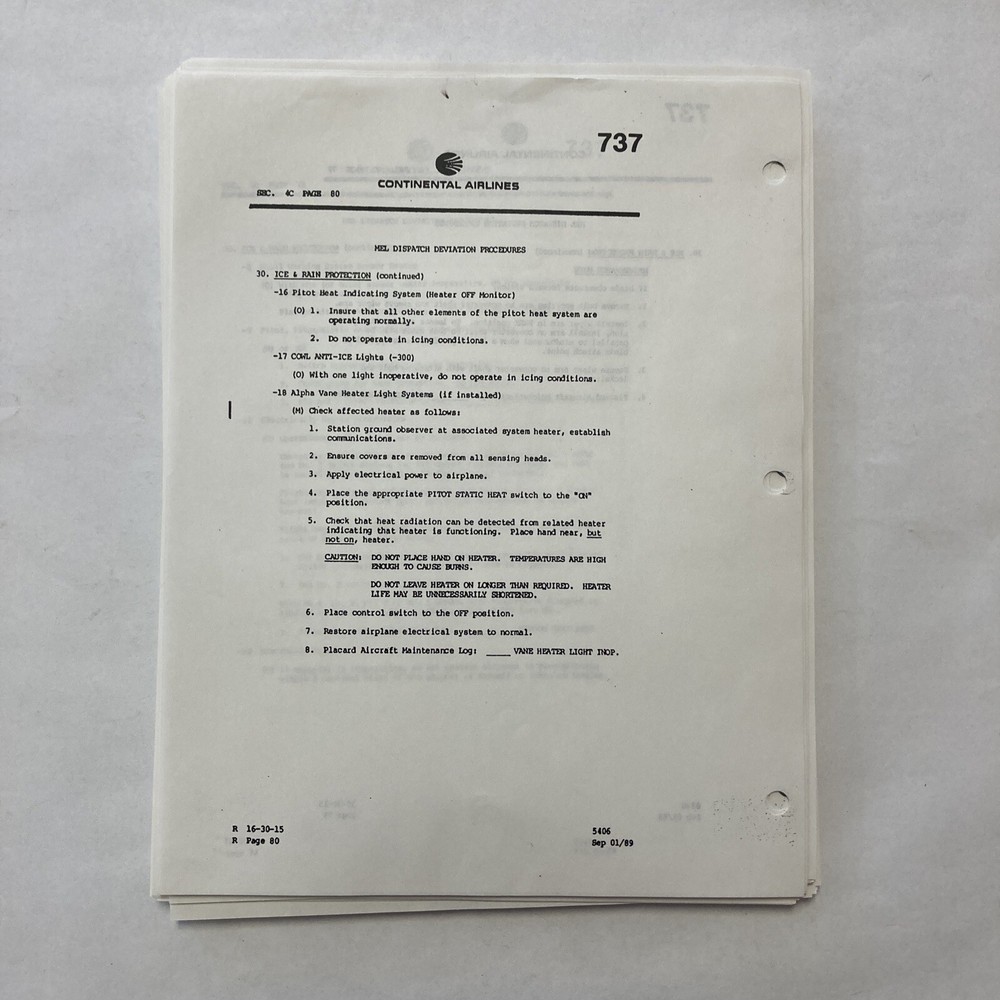 737
CONTINENTAL AIRLINES
SEC. 4C PAGE 80
MEL DISPATCH DEVIATION PROCEDURES
30. ICE & RAIN PROTECTION (continued)
-16 Pitot Heat Indicating System (Heater OFF Monitor)
(O) 1. Insure that all other elements of the pitot heat system are
operating normally.
2. Do not operate in icing conditions.
-17 COWL ANTI-ICE Lights (-300)
(O) With one light inoperative, do not operate in icing conditions.
-18 Alpha Vane Heater Light Systems (if installed)
(M) Check affected heater as follows:
1. Station ground observer at associated system heater, establish
communications.
2. Ensure covers are removed from all sensing heads.
3. Apply electrical power to airplane.
4. Place the appropriate PITOT STATIC HEAT switch to the "ON"
position.
5. Check that heat radiation can be detected from related heater
indicating that heater is functioning. Place hand near, but
not on, heater.
CAUTION: DO NOT PLACE HAND ON HEATER. TEMPERATURES ARE HIGH
ENOUGH TO CAUSE BURNS.
DO NOT LEAVE HEATER ON LONGER THAN REQUIRED. HEATER
LIFE MAY BE UNNECESSARILY SHORTENED.
6. Place control switch to the OFF position.
7. Restore airplane electrical system to normal.
8. Placard Aircraft Maintenance Log: _____ VANE HEATER LIGHT INOP.
R 16-30-15
R Page 80
5406
Sep 01/89